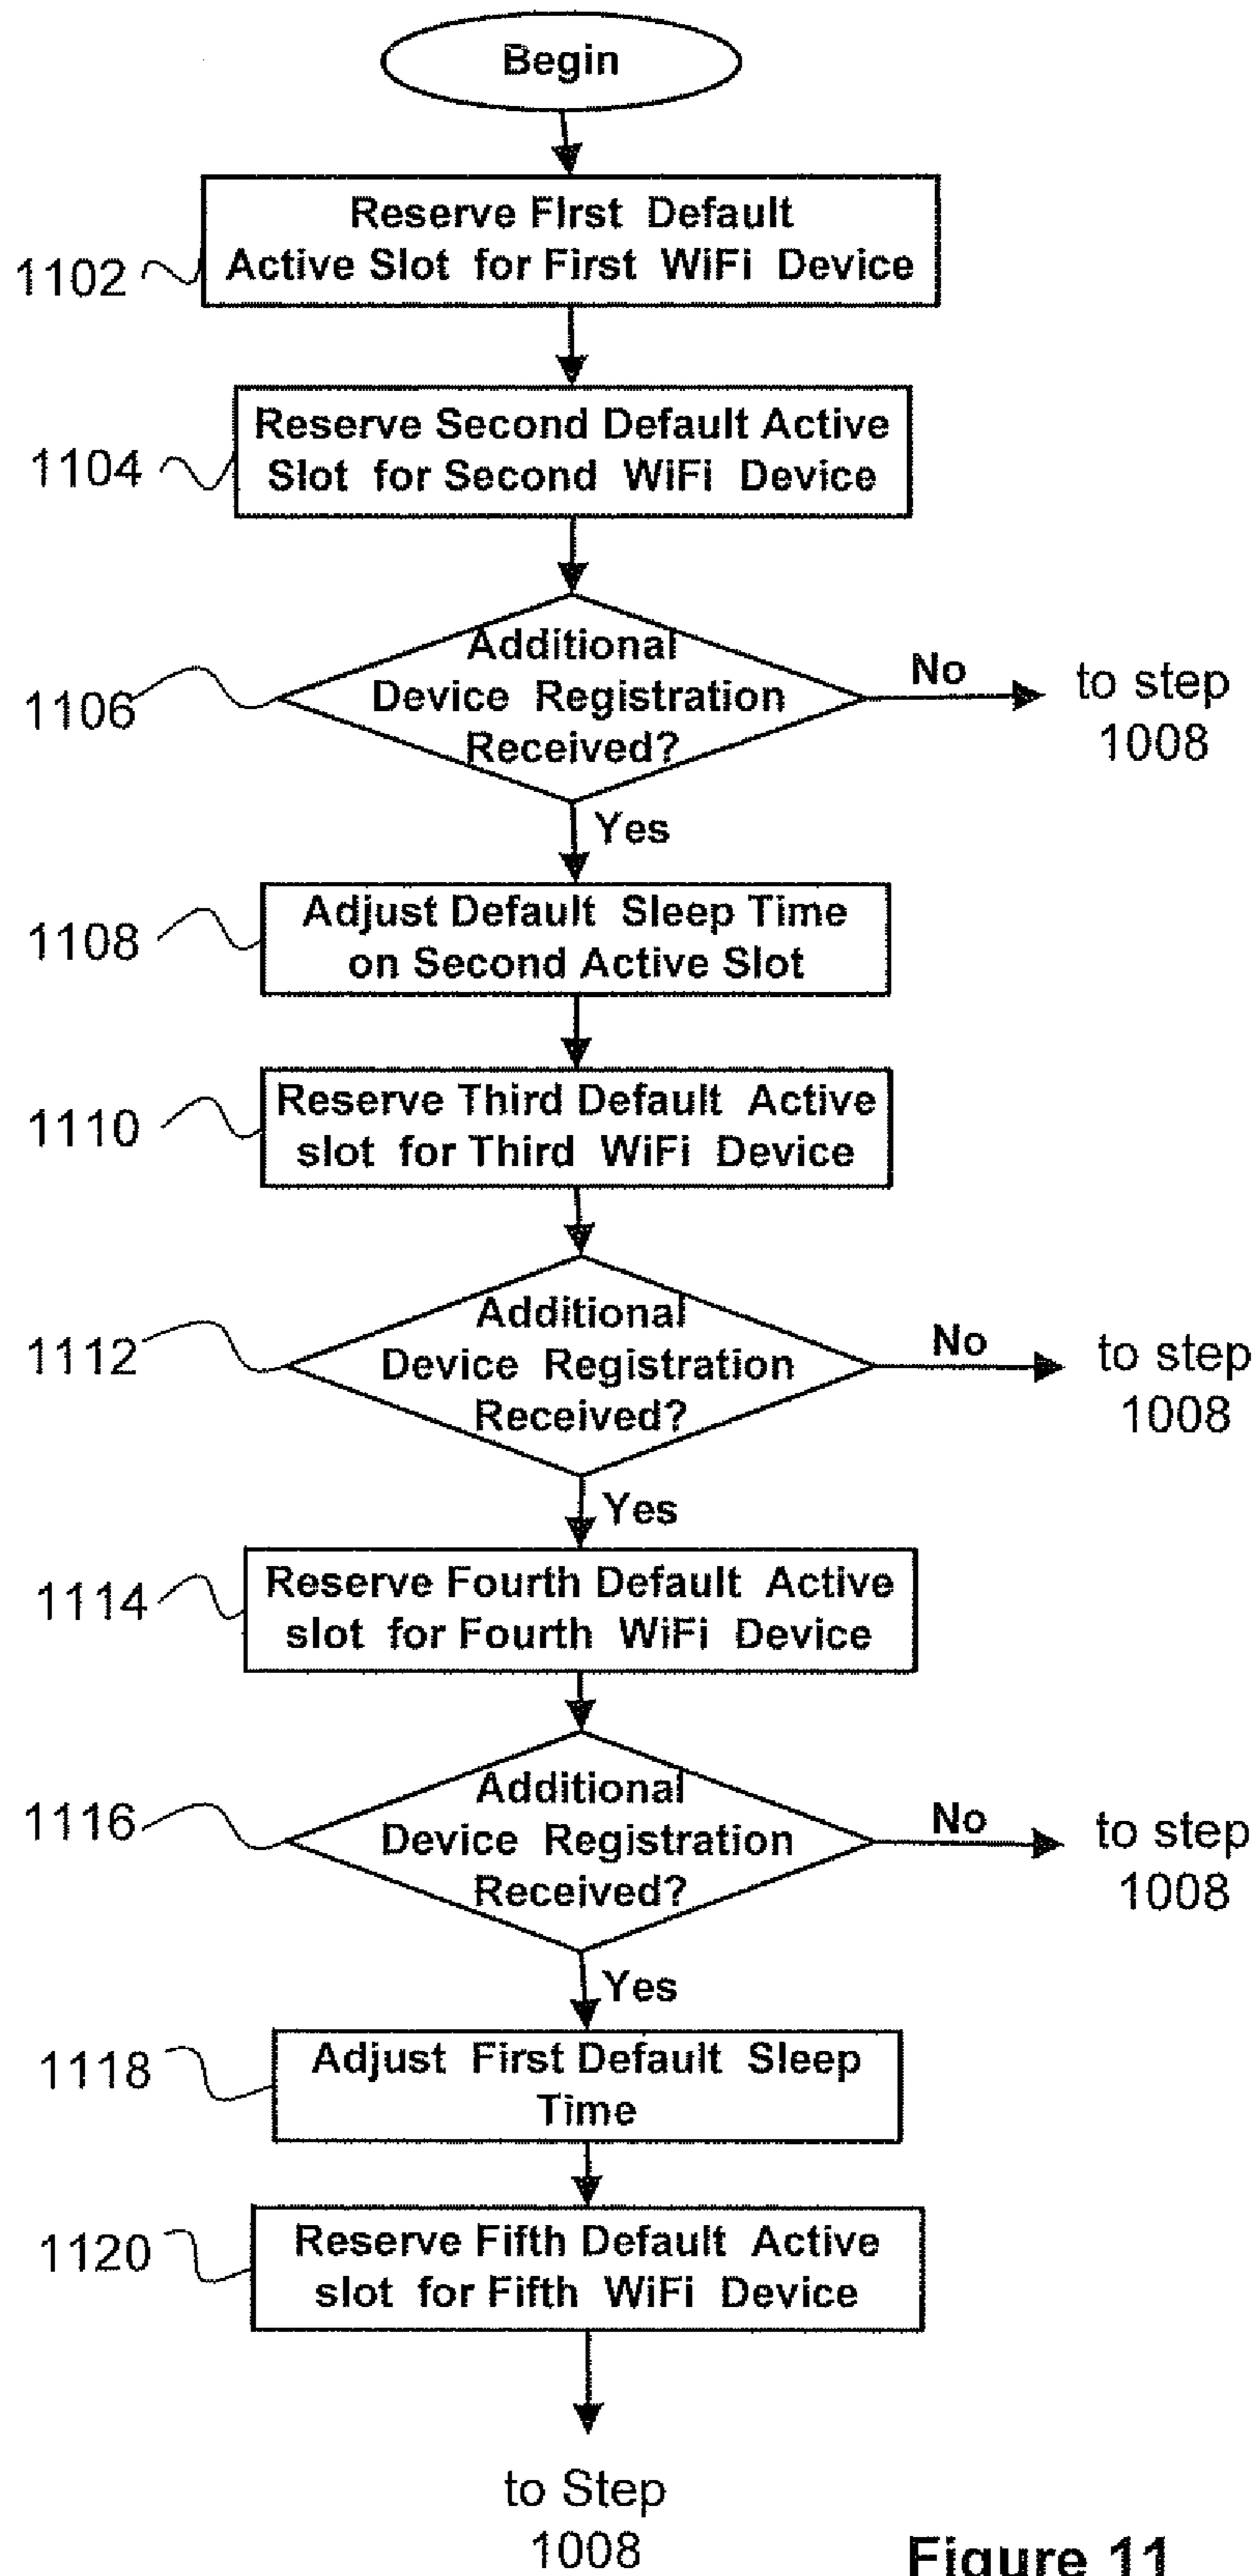 Begin
Reserve First Default
Active Slot for First WiFi Device
1102
Reserve Second Default Active
Slot for Second WiFi Device
1104
Additional
Device Registration
Received?
1106
No
to step
1008
Yes
Adjust Default Sleep Time
on Second Active Slot
1108
Reserve Third Default Active
slot for Third WiFi Device
1110
Additional
Device Registration
Received?
1112
No
to step
1008
Yes
Reserve Fourth Default Active
slot for Fourth WiFi Device
1114
Additional
Device Registration
Received?
1116
No
to step
1008
Yes
Adjust First Default Sleep
Time
1118
Reserve Fifth Default Active
slot for Fifth WiFi Device
1120
to Step
1008
Figure 11